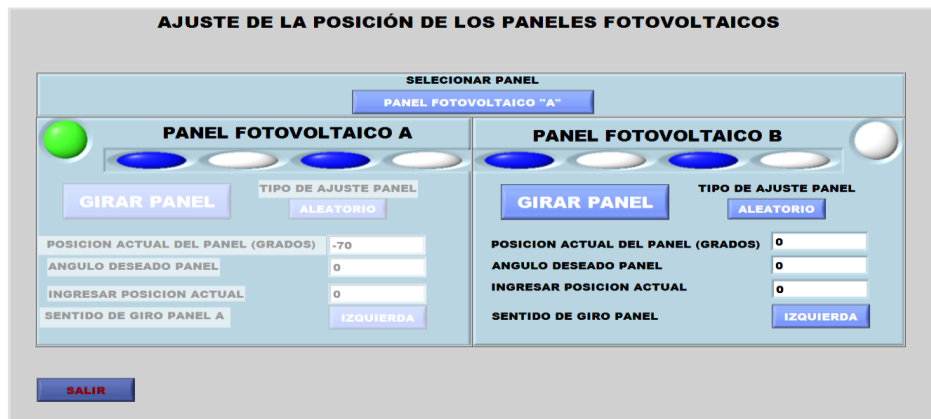 AJUSTE DE LA POSICIÓN DE LOS PANELES FOTOVOLTAICOS
SELECIONAR PANEL
PANEL FOTOVOLTAICO "A"
PANEL FOTOVOLTAICO A
GIRAR PANEL
TIPO DE AJUSTE PANEL
ALEATORIO
POSICION ACTUAL DEL PANEL (GRADOS) -70
ANGULO DESEADO PANEL 0
INGRESAR POSICION ACTUAL 0
SENTIDO DE GIRO PANEL A IZQUIERDA
PANEL FOTOVOLTAICO B
GIRAR PANEL
TIPO DE AJUSTE PANEL
ALEATORIO
POSICION ACTUAL DEL PANEL (GRADOS) 0
ANGULO DESEADO PANEL 0
INGRESAR POSICION ACTUAL 0
SENTIDO DE GIRO PANEL IZQUIERDA
SALIR